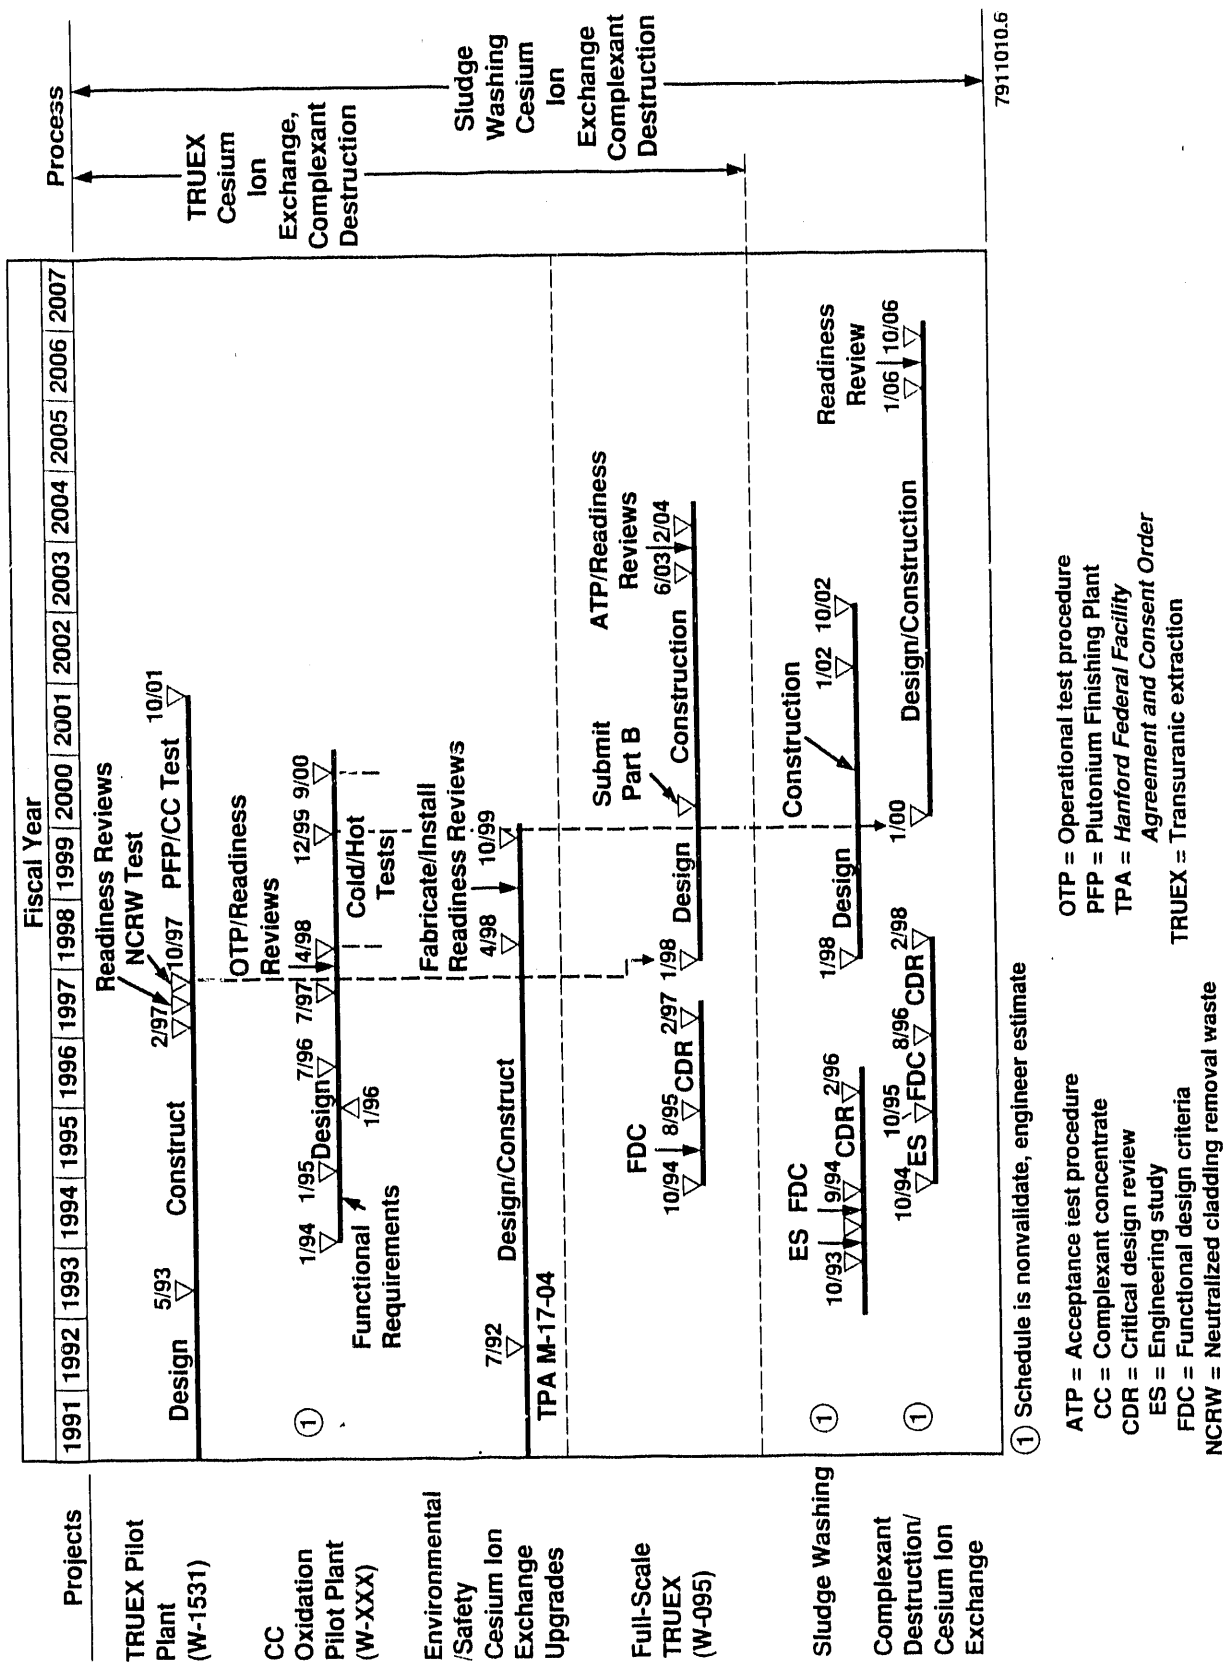 Fiscal Year
Projects
1991 1992 1993 1994 1995 1996 1997 1998 1999 2000 2001 2002 2003 2004 2005 2006 2007
Process
TRUEX Pilot
Plant
(W-1531)
Design
5/93
Construct
2/97
Readiness Reviews
NCRW Test
10/97
PFP/CC Test
10/01
CC
Oxidation
Pilot Plant
(W-XXX)
1
1/94
Functional
Requirements
1/95
Design
1/96
7/96
7/97
OTP/Readiness
Reviews
4/98
Cold/Hot
Tests
12/99
9/00
Environmental
/Safety
Cesium Ion
Exchange
Upgrades
7/92
TPA M-17-04
Design/Construct
4/98
Fabricate/Install
Readiness Reviews
10/99
Full-Scale
TRUEX
(W-095)
FDC
10/94
8/95
CDR
2/97
1/98
Design
Submit
Part B
Construction
ATP/Readiness
Reviews
6/03
2/04
Sludge Washing
1
ES FDC
10/93
9/94
CDR
2/96
1/98
Design
Construction
1/02
10/02
Complexant
Destruction/
Cesium Ion
Exchange
1
10/94
ES
10/95
FDC
8/96
CDR
2/98
1/00
Design/Construction
Readiness
Review
1/06
10/06
TRUEX
Cesium
Ion
Exchange,
Complexant
Destruction
Sludge
Washing
Cesium
Ion
Exchange
Complexant
Destruction
7911010.6
1 Schedule is nonvalidate, engineer estimate
ATP = Acceptance test procedure
CC = Complexant concentrate
CDR = Critical design review
ES = Engineering study
FDC = Functional design criteria
NCRW = Neutralized cladding removal waste
OTP = Operational test procedure
PFP = Plutonium Finishing Plant
TPA = Hanford Federal Facility
Agreement and Consent Order
TRUEX = Transuranic extraction